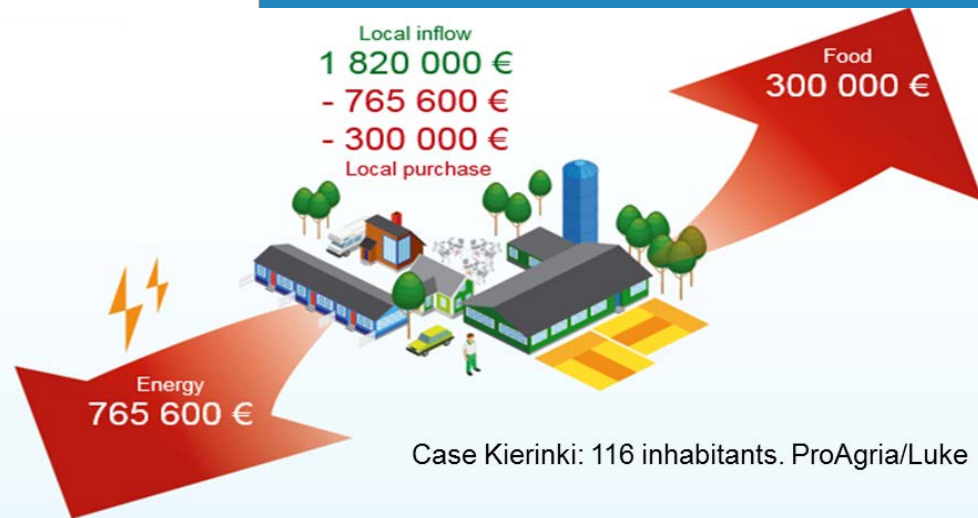 Local inflow
1 820 000 €
- 765 600 €
- 300 000 €
Local purchase
Food
300 000 €
Energy
765 600 €
Case Kierinki: 116 inhabitants. ProAgria/Luke